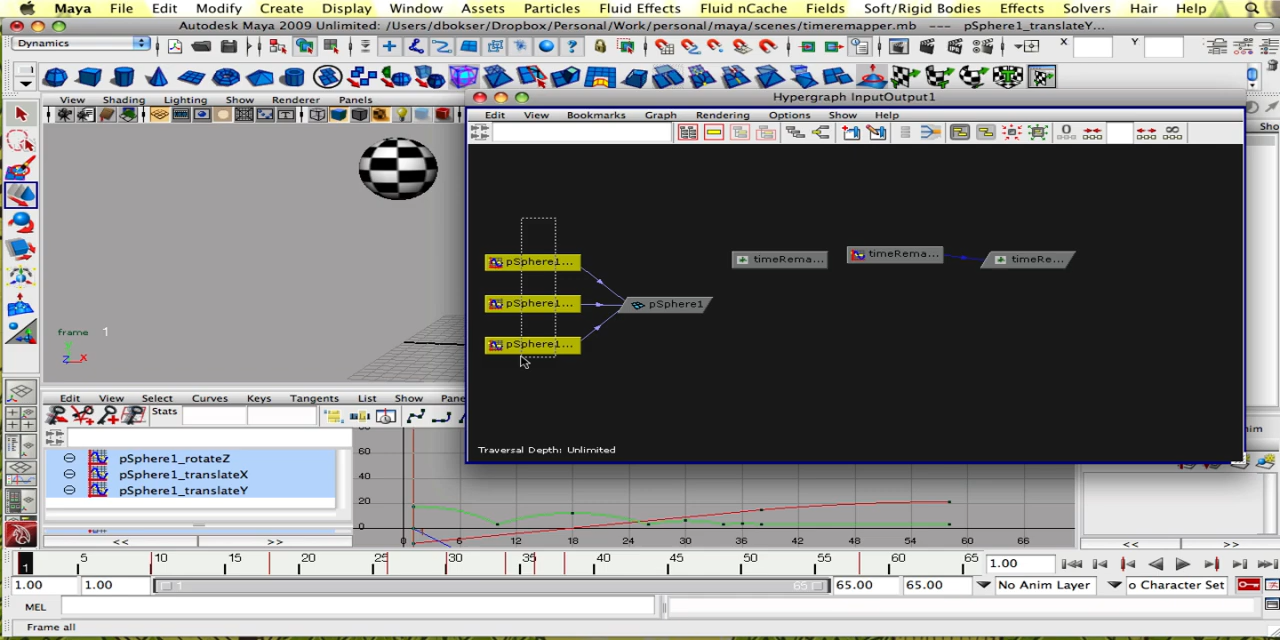 Maya File Edit Modify Create Display Window Assets Particles Fluid Effects Fluid nCache Fields Soft/Rigid Bodies Effects Solvers Hair Help
Autodesk Maya 2009 Unlimited: /Users/dbokser/Dropbox/Personal/Work/personal/maya/scenes/timeremapper.mb --- pSphere1_translateY...
Dynamics
X
Y
View Shading Lighting Show Renderer Panels
Hypergraph InputOutput1
Edit View Bookmarks Graph Rendering Options Show Help
Sho
pSphere1...
timeRema...
timeRema...
timeRe...
pSphere1...
pSphere1
pSphere1...
frame 1
Y
Z X
Traversal Depth: Unlimited
Edit View Select Curves Keys Tangents List Show Pane
Stats
pSphere1_rotateZ
pSphere1_translateX
pSphere1_translateY
80
60
40
20
0
0 6 12 18 24 30 36 42 48 54 60 66
<< >>
<< >>
1 5 10 15 20 25 30 35 40 45 50 55 60 65
1.00
1.00 1.00 1 65 65.00 65.00 No Anim Layer o Character Set
MEL
Frame all